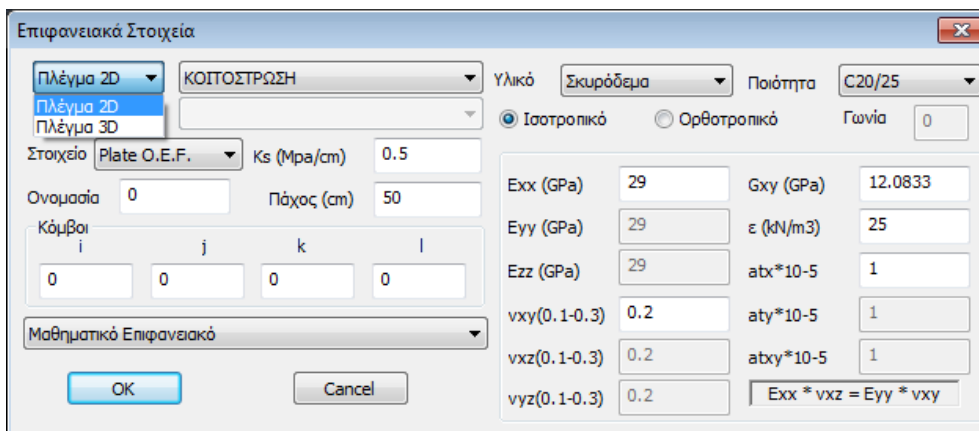 Επιφανειακά Στοιχεία
Πλέγμα 2D ΚΟΙΤΟΣΤΡΩΣΗ
Πλέγμα 2D
Πλέγμα 3D
Στοιχείο Plate O.E.F. Ks (Mpa/cm) 0.5
Ονομασία 0 Πάχος (cm) 50
Κόμβοι
i j k l
0 0 0 0
Μαθηματικό Επιφανειακό
OK Cancel
Υλικό Σκυρόδεμα Ποιότητα C20/25
Ισοτροπικό Ορθοτροπικό Γωνία 0
Exx (GPa) 29 Gxy (GPa) 12.0833
Eyy (GPa) 29 ε (kN/m3) 25
Ezz (GPa) 29 atx*10-5 1
vxy(0.1-0.3) 0.2 aty*10-5 1
vxz(0.1-0.3) 0.2 atxy*10-5 1
vyz(0.1-0.3) 0.2 Exx * vxz = Eyy * vxy